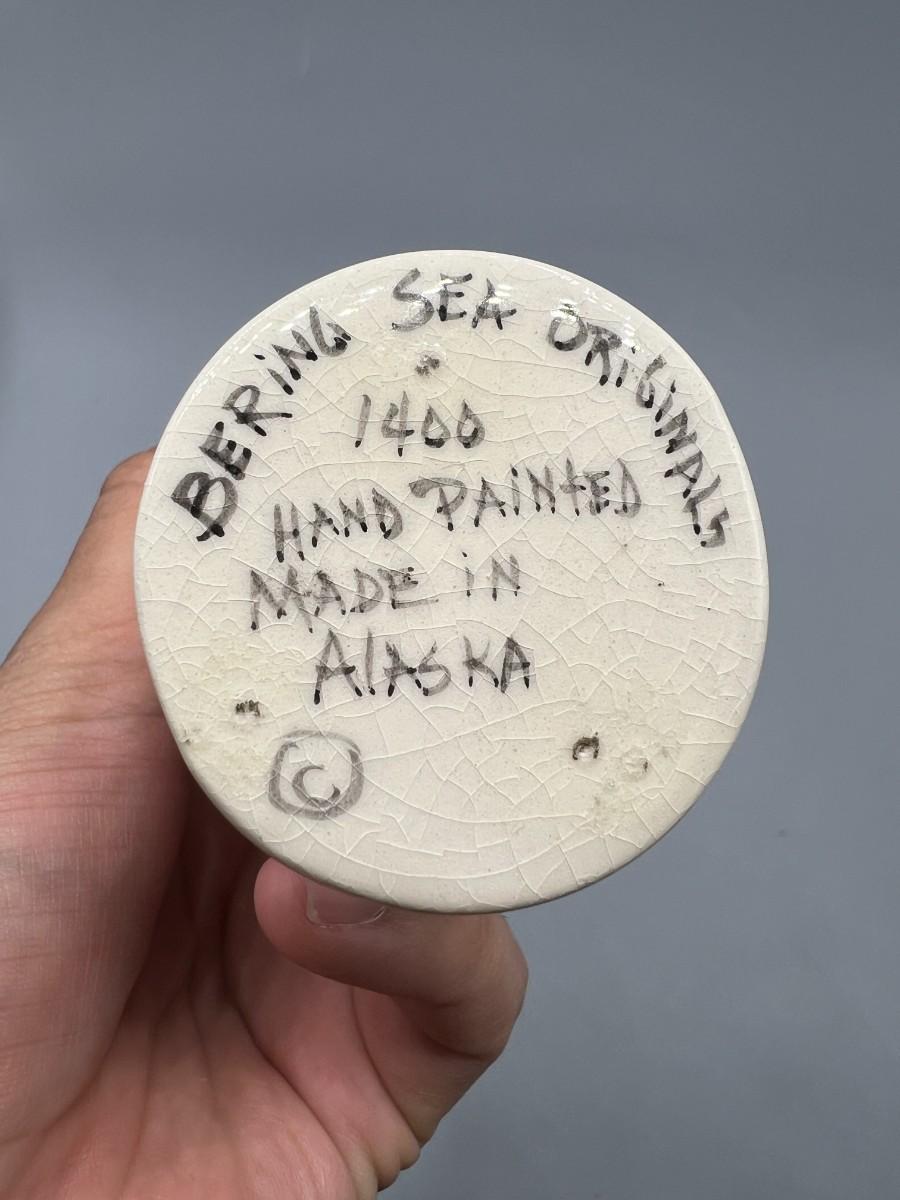 BERiNG SEA ORiGiNALS
1400
HAND PAiNtED
MADE iN
AlASKA
©